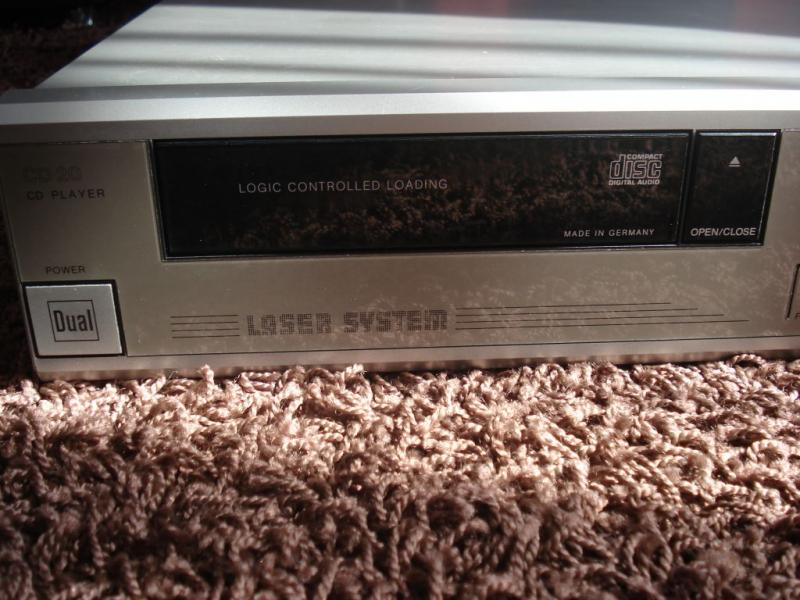 CD 20
CD PLAYER
LOGIC CONTROLLED LOADING
COMPACT
disc
DIGITAL AUDIO
MADE IN GERMANY
OPEN/CLOSE
POWER
Dual
LASER SYSTEM